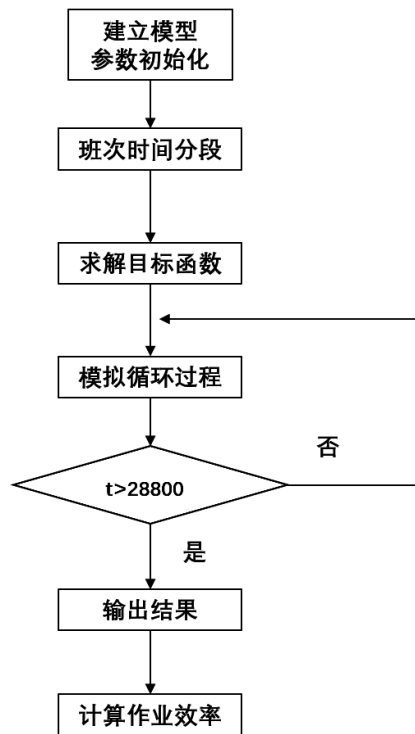 建立模型
参数初始化
班次时间分段
求解目标函数
模拟循环过程
否
t>28800
是
输出结果
计算作业效率